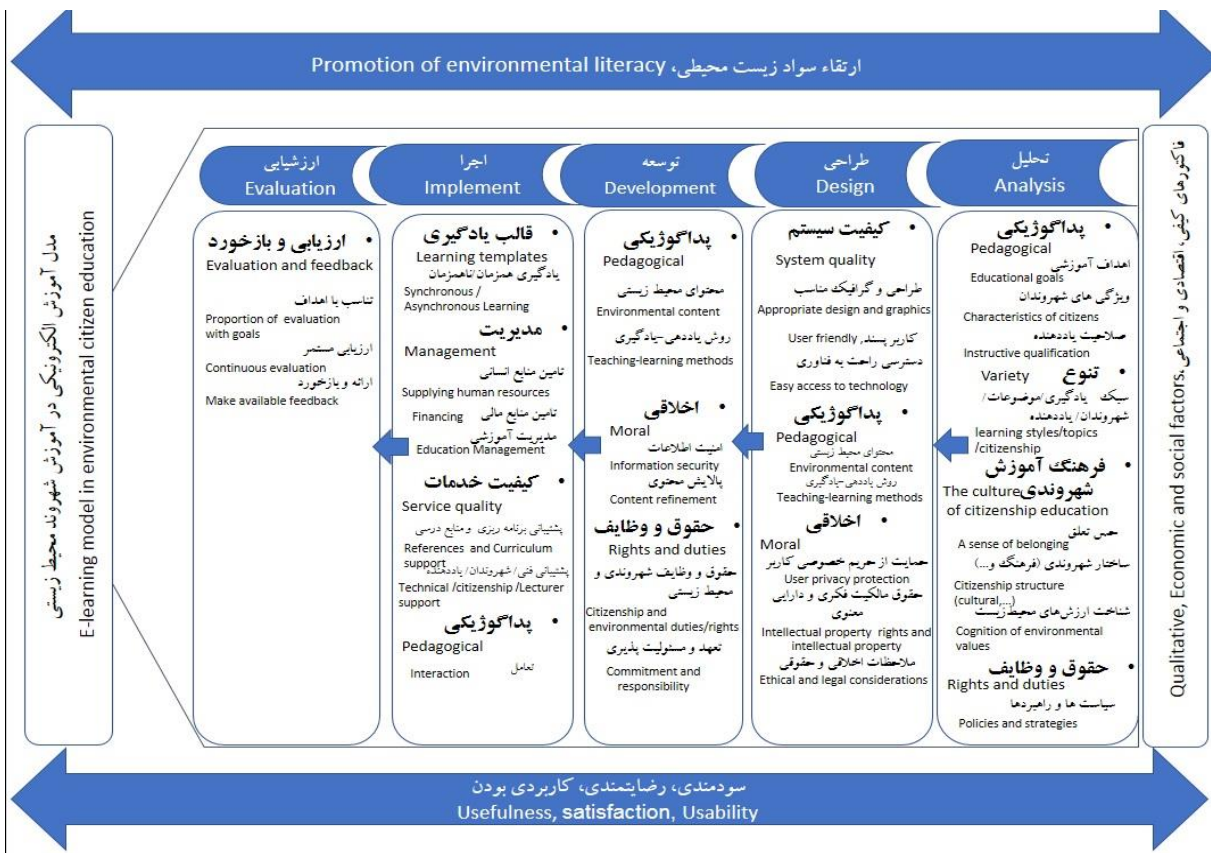 Promotion of environmental literacy، ارتقاء سواد زیست محیطی
فاکتورهای کیفی، اقتصادی و اجتماعی
Qualitative, Economic and social factors,
تحلیل
Analysis
• پداگوژیکی
Pedagogical
اهداف آموزشی
Educational goals
ویژگی های شهروندان
Characteristics of citizens
صلاحیت یاددهنده
Instructive qualification
• تنوع
Variety
سبک یادگیری/موضوعات/
شهروندان/یاددهنده
learning styles/topics
/citizenship
• فرهنگ آموزش
شهروندی
The culture
of citizenship education
حس تعلق
A sense of belonging
ساختار شهروندی (فرهنگ و...)
Citizenship structure
(cultural,...)
شناخت ارزش‌های محیط‌زیست
Cognition of environmental
values
• حقوق و وظایف
Rights and duties
سیاست ها و راهبردها
Policies and strategies
طراحی
Design
• کیفیت سیستم
System quality
طراحی و گرافیک مناسب
Appropriate design and graphics
User friendly, کاربر پسند
دسترسی راحت به فناوری
Easy access to technology
• پداگوژیکی
Pedagogical
محتوای محیط زیستی
Environmental content
روش یاددهی-یادگیری
Teaching-learning methods
• اخلاقی
Moral
حمایت از حریم خصوصی کاربر
User privacy protection
حقوق مالکیت فکری و دارایی
معنوی
Intellectual property rights and
intellectual property
ملاحظات اخلاقی و حقوقی
Ethical and legal considerations
توسعه
Development
• پداگوژیکی
Pedagogical
محتوای محیط زیستی
Environmental content
روش یاددهی-یادگیری
Teaching-learning methods
• اخلاقی
Moral
امنیت اطلاعات
Information security
پالایش محتوی
Content refinement
• حقوق و وظایف
Rights and duties
حقوق و وظایف شهروندی و
محیط زیستی
Citizenship and
environmental duties/rights
تعهد و مسئولیت پذیری
Commitment and
responsibility
اجرا
Implement
• قالب یادگیری
Learning templates
یادگیری همزمان/ناهمزمان
Synchronous /
Asynchronous Learning
• مدیریت
Management
تامین منابع انسانی
Supplying human resources
تامین منابع مالی
Financing
مدیریت آموزشی
Education Management
• کیفیت خدمات
Service quality
پشتیبانی برنامه ریزی و منابع درسی
References and Curriculum
support
پشتیبانی فنی/شهروندان/یاددهنده
Technical /citizenship /Lecturer
support
• پداگوژیکی
Pedagogical
تعامل
Interaction
ارزشیابی
Evaluation
• ارزیابی و بازخورد
Evaluation and feedback
تناسب با اهداف
Proportion of evaluation
with goals
ارزیابی مستمر
Continuous evaluation
ارائه و بازخورد
Make available feedback
مدل آموزش الکترونیکی در آموزش شهروند محیط زیستی
E-learning model in environmental citizen education
سودمندی، رضایتمندی، کاربردی بودن
Usefulness, satisfaction, Usability